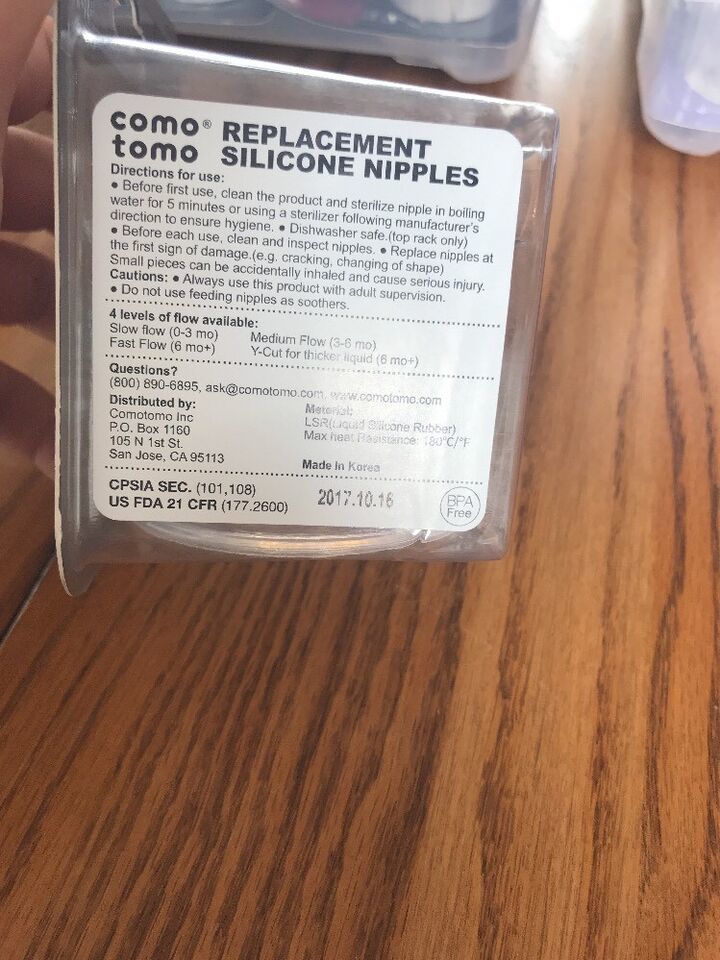 como® REPLACEMENT
tomo SILICONE NIPPLES
Directions for use:
• Before first use, clean the product and sterilize nipple in boiling
water for 5 minutes or using a sterilizer following manufacturer's
direction to ensure hygiene. • Dishwasher safe.(top rack only)
• Before each use, clean and inspect nipples. • Replace nipples at
the first sign of damage.(e.g. cracking, changing of shape)
Small pieces can be accidentally inhaled and cause serious injury.
Cautions: • Always use this product with adult supervision.
• Do not use feeding nipples as soothers.
4 levels of flow available:
Slow flow (0-3 mo) Medium Flow (3-6 mo)
Fast Flow (6 mo+) Y-Cut for thicker liquid (6 mo+)
Questions?
(800) 890-6895, ask@comotomo.com, www.comotomo.com
Distributed by:
Comotomo Inc
P.O. Box 1160
105 N 1st St.
San Jose, CA 95113
Material:
LSR(Liquid Silicone Rubber)
Max heat Resistance: 180°C/°F
Made in Korea
CPSIA SEC. (101,108)
US FDA 21 CFR (177.2600)
2017.10.16
BPA
Free